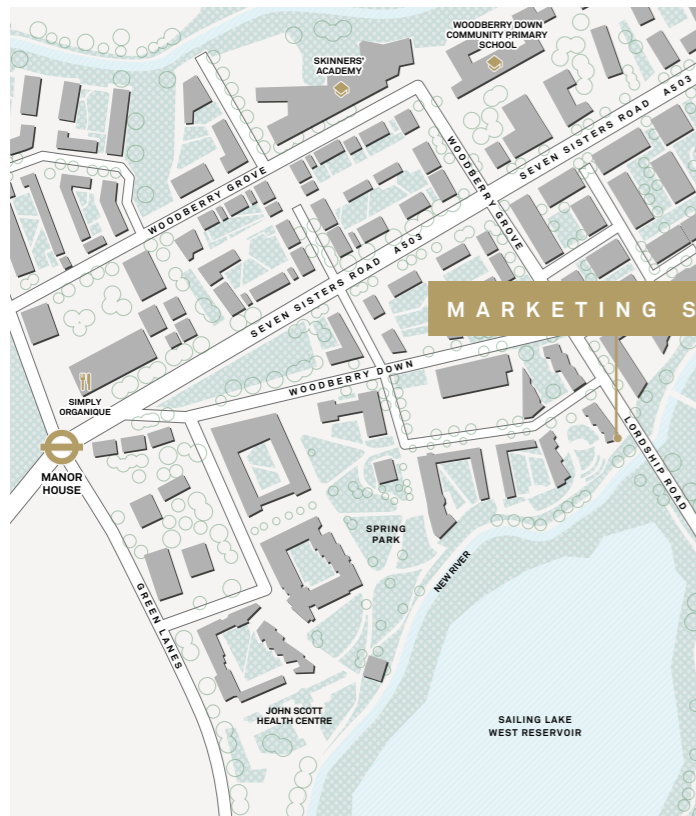 WOODBERRY DOWN
COMMUNITY PRIMARY
SCHOOL
SKINNERS'
ACADEMY
SEVEN SISTERS ROAD A503
WOODBERRY GROVE
WOODBERRY GROVE
SEVEN SISTERS ROAD A503
MARKETING S
WOODBERRY DOWN
SIMPLY
ORGANIQUE
MANOR
HOUSE
LORDSHIP ROAD
SPRING
PARK
NEW RIVER
GREEN LANES
JOHN SCOTT
HEALTH CENTRE
SAILING LAKE
WEST RESERVOIR